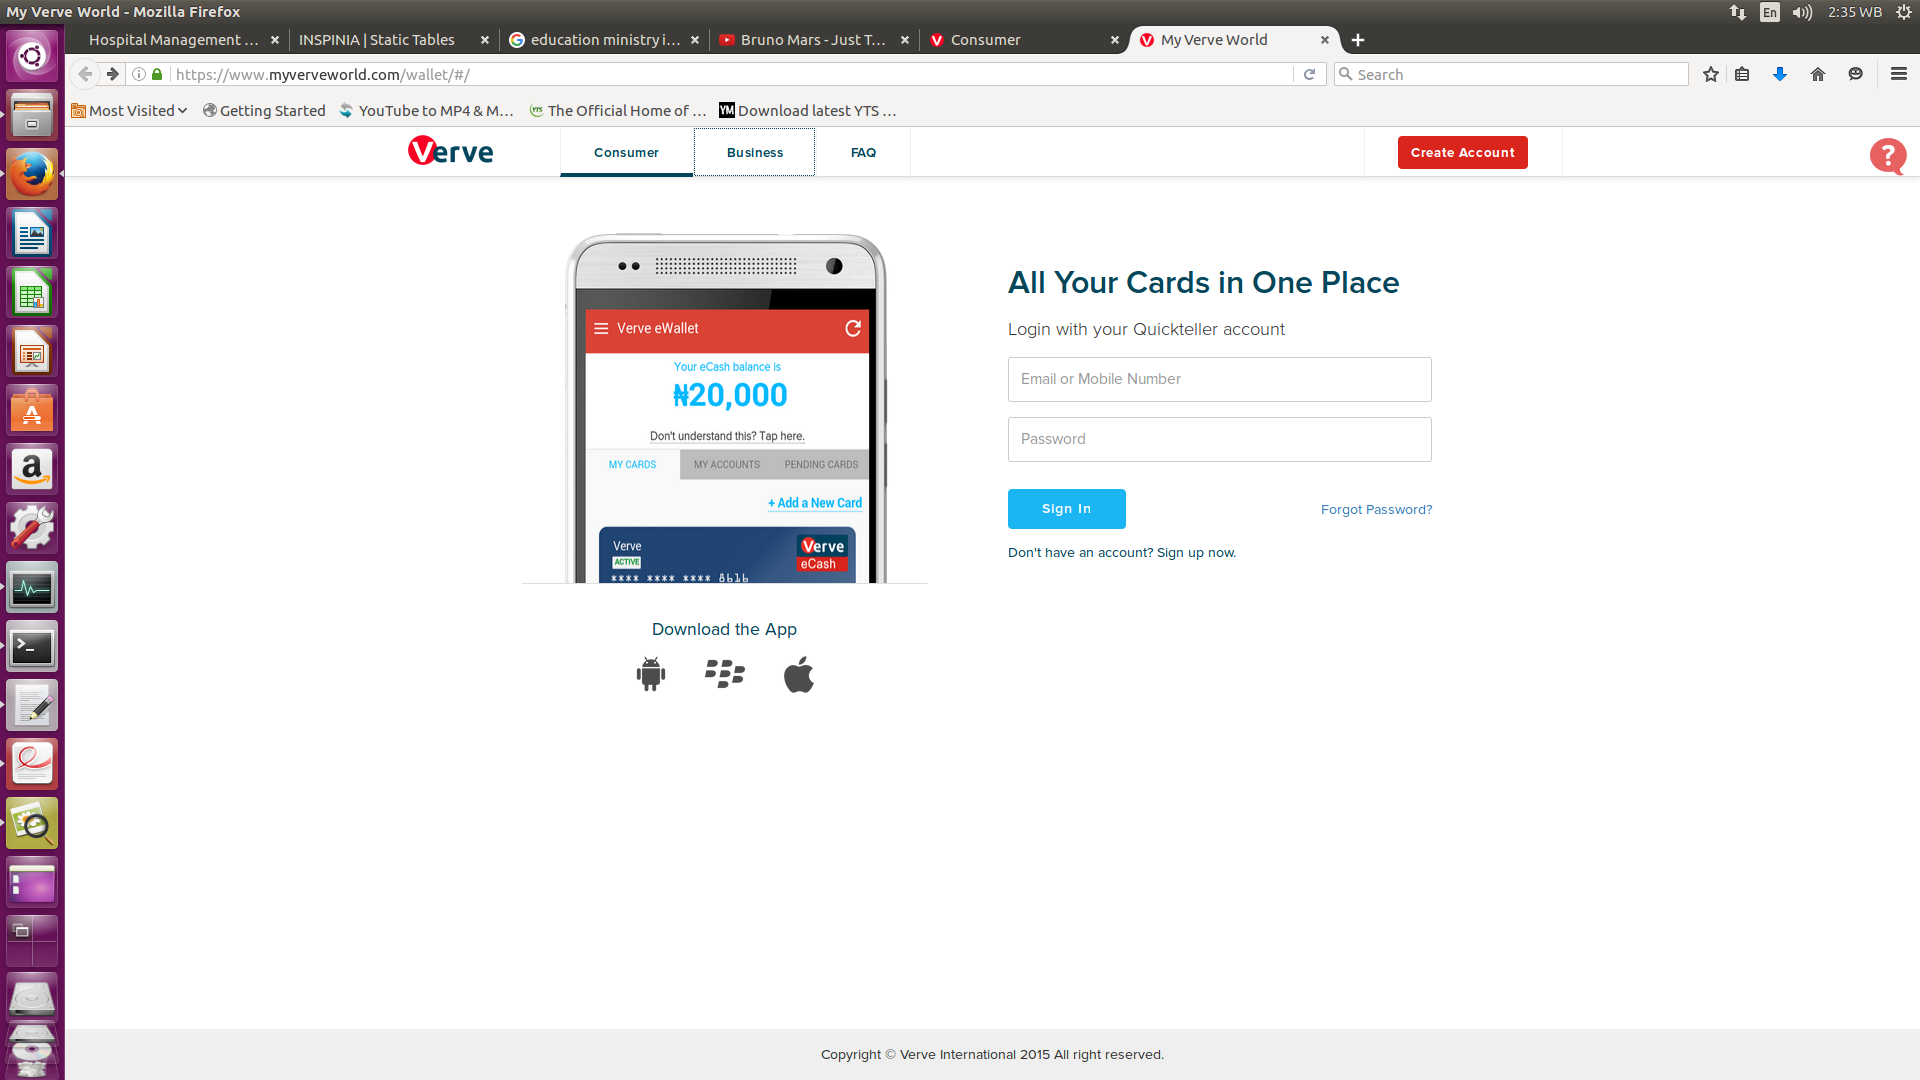 My Verve World - Mozilla Firefox
En
2:35 WB
Hospital Management ...
INSPINIA | Static Tables
education ministry i...
Bruno Mars - Just T...
Consumer
My Verve World
https://www.myverveworld.com/wallet/#/
Search
Most Visited
Getting Started
YouTube to MP4 & M...
The Official Home of ...
Download latest YTS ...
Verve
Consumer
Business
FAQ
Create Account
?
Verve eWallet
Your eCash balance is
₦20,000
Don't understand this? Tap here.
MY CARDS
MY ACCOUNTS
PENDING CARDS
+ Add a New Card
Verve
ACTIVE
Verve
eCash
**** **** **** 8616
All Your Cards in One Place
Login with your Quickteller account
Email or Mobile Number
Password
Sign In
Forgot Password?
Don't have an account? Sign up now.
Download the App
Copyright © Verve International 2015 All right reserved.